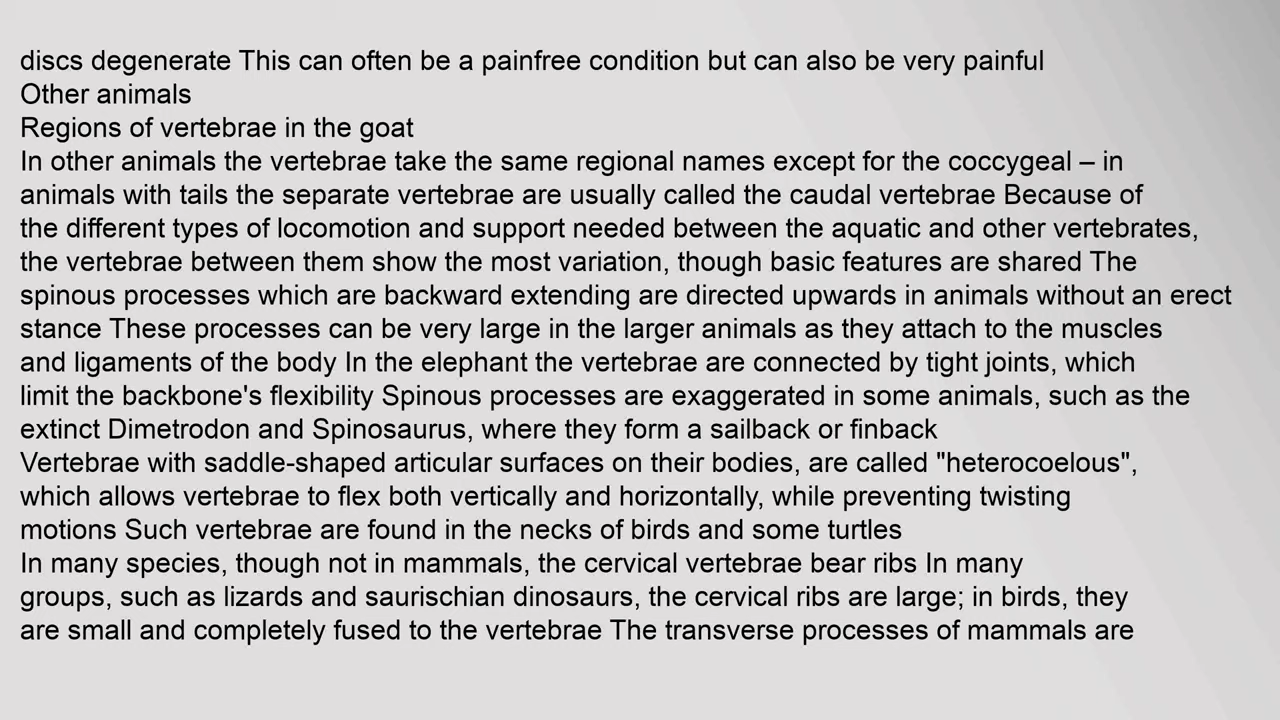 discs degenerate This can often be a painfree condition but can also be very painful
Other animals
Regions of vertebrae in the goat
In other animals the vertebrae take the same regional names except for the coccygeal – in
animals with tails the separate vertebrae are usually called the caudal vertebrae Because of
the different types of locomotion and support needed between the aquatic and other vertebrates,
the vertebrae between them show the most variation, though basic features are shared The
spinous processes which are backward extending are directed upwards in animals without an erect
stance These processes can be very large in the larger animals as they attach to the muscles
and ligaments of the body In the elephant the vertebrae are connected by tight joints, which
limit the backbone's flexibility Spinous processes are exaggerated in some animals, such as the
extinct Dimetrodon and Spinosaurus, where they form a sailback or finback
Vertebrae with saddle-shaped articular surfaces on their bodies, are called "heterocoelous",
which allows vertebrae to flex both vertically and horizontally, while preventing twisting
motions Such vertebrae are found in the necks of birds and some turtles
In many species, though not in mammals, the cervical vertebrae bear ribs In many
groups, such as lizards and saurischian dinosaurs, the cervical ribs are large; in birds, they
are small and completely fused to the vertebrae The transverse processes of mammals are